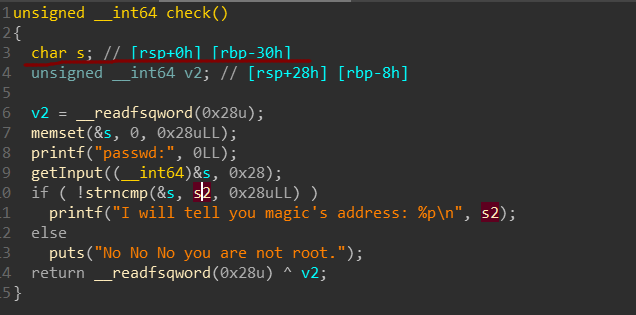 1 unsigned __int64 check()
2 {
3 char s; // [rsp+0h] [rbp-30h]
4 unsigned __int64 v2; // [rsp+28h] [rbp-8h]
5
6 v2 = __readfsqword(0x28u);
7 memset(&s, 0, 0x28uLL);
8 printf("passwd:", 0LL);
9 getInput((__int64)&s, 0x28);
10 if ( !strncmp(&s, s2, 0x28uLL) )
11 printf("I will tell you magic's address: %p\n", s2);
12 else
13 puts("No No No you are not root.");
14 return __readfsqword(0x28u) ^ v2;
15 }